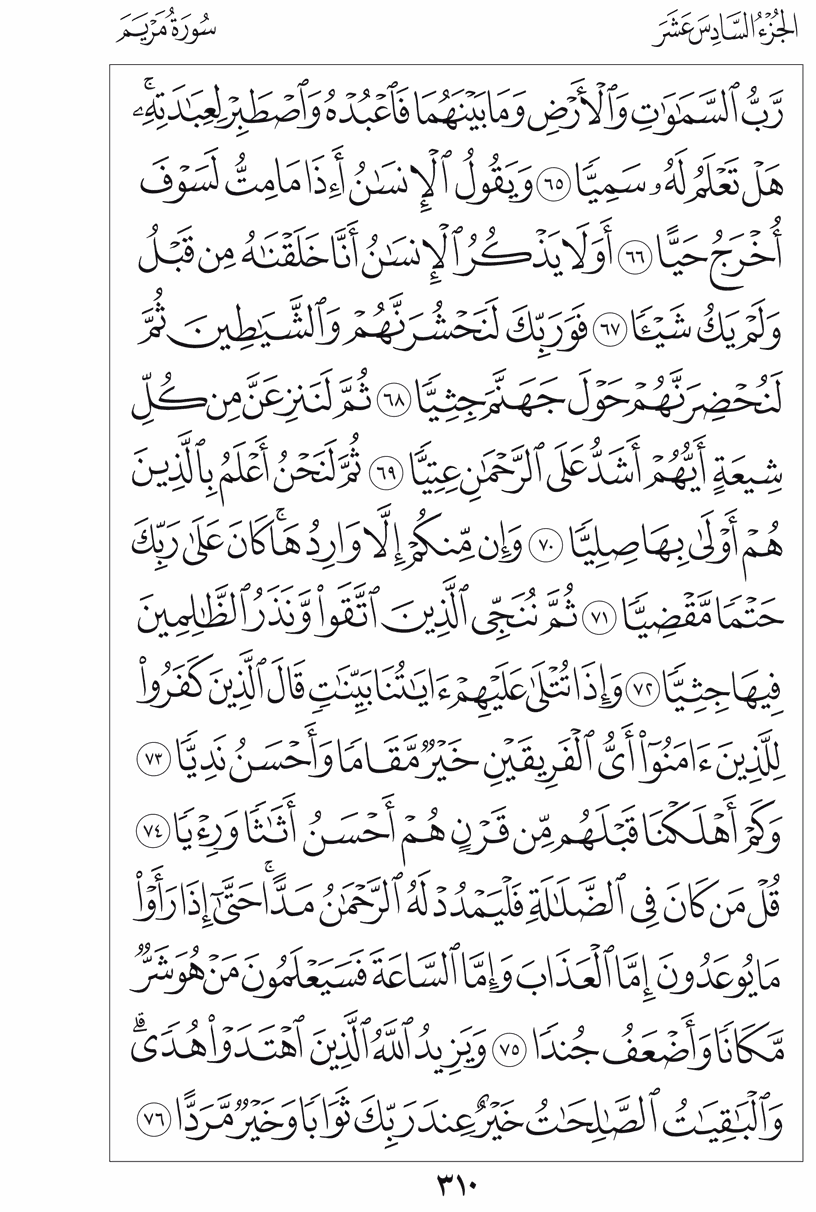 الجُزْءُ السَّادِسَ عَشَرَ
سُورَةُ مَرْيَمَ
رَّبُّ ٱلسَّمَٰوَٰتِ وَٱلْأَرْضِ وَمَا بَيْنَهُمَا فَٱعْبُدْهُ وَٱصْطَبِرْ لِعِبَٰدَتِهِۦۚ
هَلْ تَعْلَمُ لَهُۥ سَمِيًّا ٦٥ وَيَقُولُ ٱلْإِنسَٰنُ أَءِذَا مَا مِتُّ لَسَوْفَ
أُخْرَجُ حَيًّا ٦٦ أَوَلَا يَذْكُرُ ٱلْإِنسَٰنُ أَنَّا خَلَقْنَٰهُ مِن قَبْلُ
وَلَمْ يَكُ شَيْـًٔا ٦٧ فَوَرَبِّكَ لَنَحْشُرَنَّهُمْ وَٱلشَّيَٰطِينَ ثُمَّ
لَنُحْضِرَنَّهُمْ حَوْلَ جَهَنَّمَ جِثِيًّا ٦٨ ثُمَّ لَنَنزِعَنَّ مِن كُلِّ
شِيعَةٍ أَيُّهُمْ أَشَدُّ عَلَى ٱلرَّحْمَٰنِ عِتِيًّا ٦٩ ثُمَّ لَنَحْنُ أَعْلَمُ بِٱلَّذِينَ
هُمْ أَوْلَىٰ بِهَا صِلِيًّا ٧٠ وَإِن مِّنكُمْ إِلَّا وَارِدُهَاۚ كَانَ عَلَىٰ رَبِّكَ
حَتْمًا مَّقْضِيًّا ٧١ ثُمَّ نُنَجِّى ٱلَّذِينَ ٱتَّقَوا۟ وَّنَذَرُ ٱلظَّٰلِمِينَ
فِيهَا جِثِيًّا ٧٢ وَإِذَا تُتْلَىٰ عَلَيْهِمْ ءَايَٰتُنَا بَيِّنَٰتٍ قَالَ ٱلَّذِينَ كَفَرُوا۟
لِلَّذِينَ ءَامَنُوٓا۟ أَىُّ ٱلْفَرِيقَيْنِ خَيْرٌ مَّقَامًا وَأَحْسَنُ نَدِيًّا ٧٣
وَكَمْ أَهْلَكْنَا قَبْلَهُم مِّن قَرْنٍ هُمْ أَحْسَنُ أَثَٰثًا وَرِءْيًا ٧٤
قُلْ مَن كَانَ فِى ٱلضَّلَٰلَةِ فَلْيَمْدُدْ لَهُ ٱلرَّحْمَٰنُ مَدًّاۚ حَتَّىٰٓ إِذَا رَأَوْا۟
مَا يُوعَدُونَ إِمَّا ٱلْعَذَابَ وَإِمَّا ٱلسَّاعَةَ فَسَيَعْلَمُونَ مَنْ هُوَ شَرٌّ
مَّكَانًا وَأَضْعَفُ جُندًا ٧٥ وَيَزِيدُ ٱللَّهُ ٱلَّذِينَ ٱهْتَدَوْا۟ هُدًىۗ
وَٱلْبَٰقِيَٰتُ ٱلصَّٰلِحَٰتُ خَيْرٌ عِندَ رَبِّكَ ثَوَابًا وَخَيْرٌ مَّرَدًّا ٧٦
٣١٠